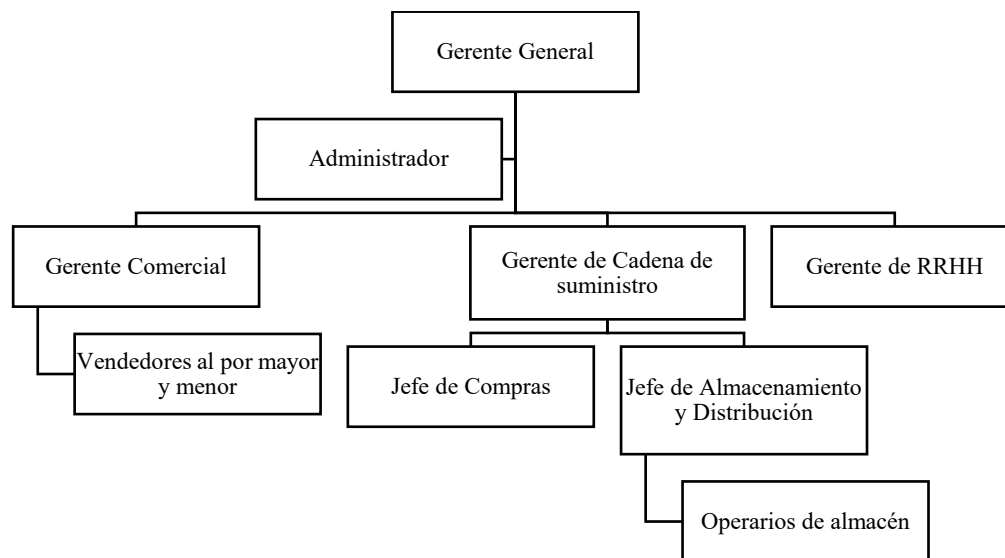 Gerente General
Administrador
Gerente Comercial
Gerente de Cadena de
suministro
Gerente de RRHH
Vendedores al por mayor
y menor
Jefe de Compras
Jefe de Almacenamiento
y Distribución
Operarios de almacén